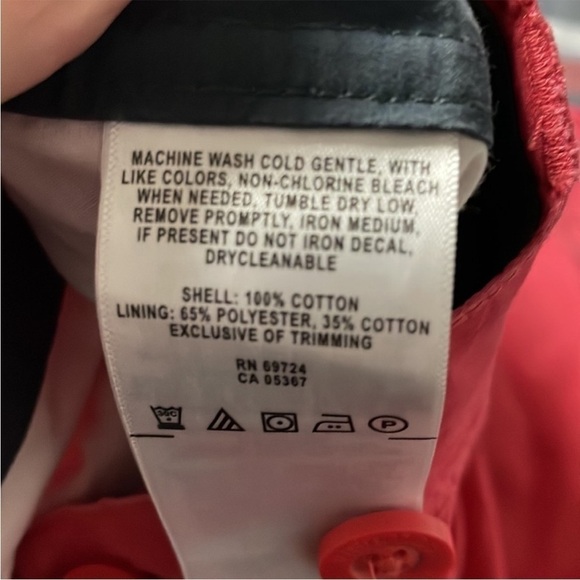 MACHINE WASH COLD GENTLE, WITH
LIKE COLORS, NON-CHLORINE BLEACH
WHEN NEEDED, TUMBLE DRY LOW,
REMOVE PROMPTLY, IRON MEDIUM,
IF PRESENT DO NOT IRON DECAL,
DRYCLEANABLE
SHELL: 100% COTTON
LINING: 65% POLYESTER, 35% COTTON
EXCLUSIVE OF TRIMMING
RN 69724
CA 05367
30C
P